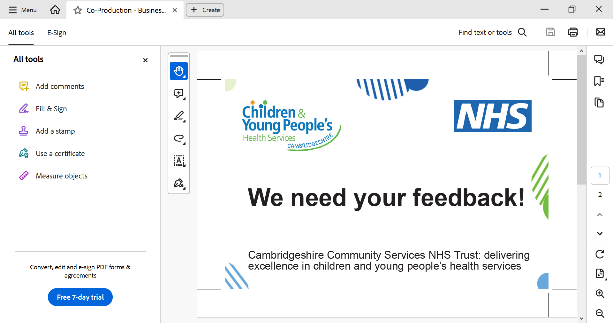 Menu
Co-Production - Busines...
Create
All tools
E-Sign
Find text or tools
All tools
Add comments
Fill & Sign
Add a stamp
Use a certificate
Measure objects
Convert, edit and e-sign PDF forms &
agreements
Free 7-day trial
Children &
Young People's
Health Services
CAMBRIDGESHIRE
NHS
We need your feedback!
Cambridgeshire Community Services NHS Trust: delivering
excellence in children and young people's health services
1
2